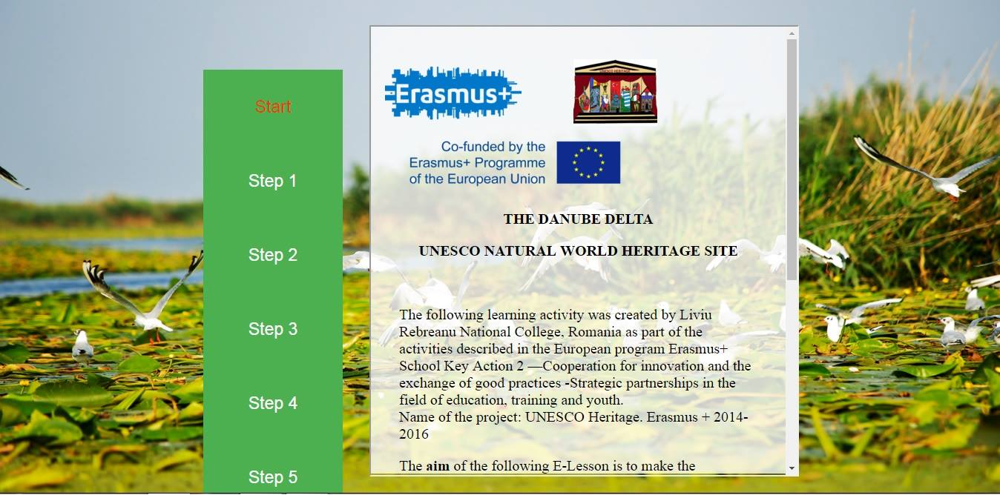 Start
Step 1
Step 2
Step 3
Step 4
Step 5
Erasmus+
UNESCO HERITAGE
Co-funded by the
Erasmus+ Programme
of the European Union
THE DANUBE DELTA
UNESCO NATURAL WORLD HERITAGE SITE
The following learning activity was created by Liviu
Rebreanu National College, Romania as part of the
activities described in the European program Erasmus+
School Key Action 2 —Cooperation for innovation and the
exchange of good practices -Strategic partnerships in the
field of education, training and youth.
Name of the project: UNESCO Heritage. Erasmus + 2014-
2016
The aim of the following E-Lesson is to make the